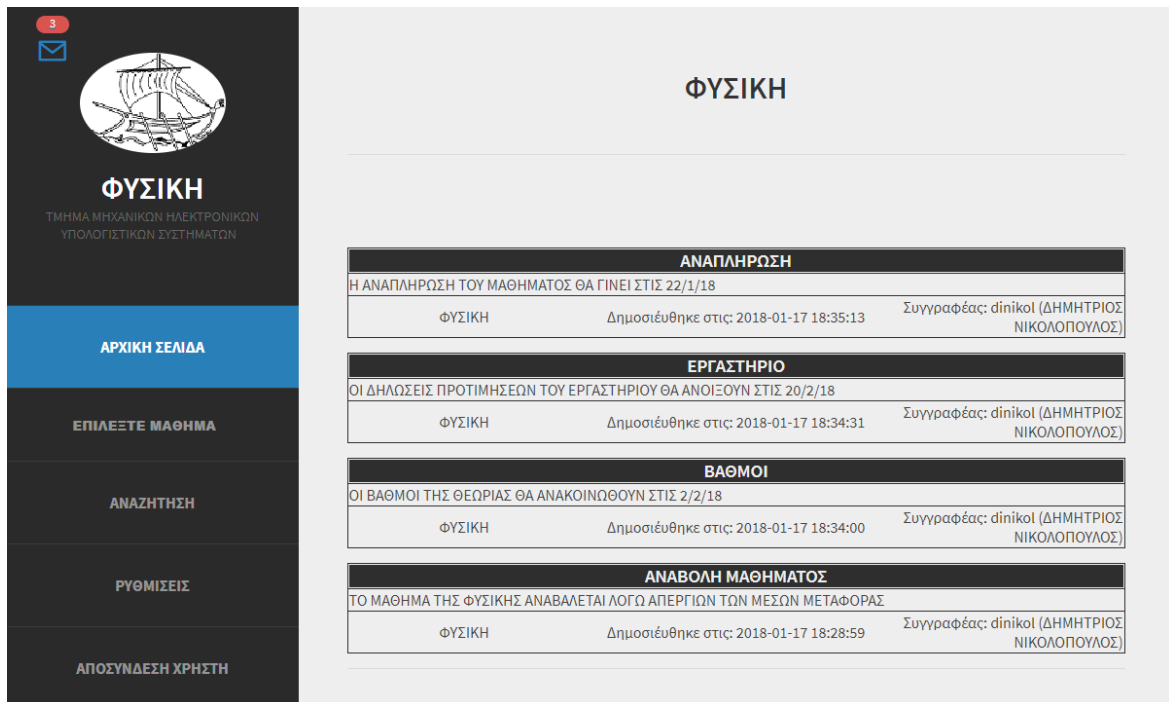 3
ΦΥΣΙΚΗ
ΤΜΗΜΑ ΜΗΧΑΝΙΚΩΝ ΗΛΕΚΤΡΟΝΙΚΩΝ
ΥΠΟΛΟΓΙΣΤΙΚΩΝ ΣΥΣΤΗΜΑΤΩΝ
ΑΡΧΙΚΗ ΣΕΛΙΔΑ
ΕΠΙΛΕΞΤΕ ΜΑΘΗΜΑ
ΑΝΑΖΗΤΗΣΗ
ΡΥΘΜΙΣΕΙΣ
ΑΠΟΣΥΝΔΕΣΗ ΧΡΗΣΤΗ
ΦΥΣΙΚΗ
ΑΝΑΠΛΗΡΩΣΗ
Η ΑΝΑΠΛΗΡΩΣΗ ΤΟΥ ΜΑΘΗΜΑΤΟΣ ΘΑ ΓΙΝΕΙ ΣΤΙΣ 22/1/18
ΦΥΣΙΚΗ Δημοσιέυθηκε στις: 2018-01-17 18:35:13 Συγγραφέας: dinikol (ΔΗΜΗΤΡΙΟΣ
ΝΙΚΟΛΟΠΟΥΛΟΣ)
ΕΡΓΑΣΤΗΡΙΟ
ΟΙ ΔΗΛΩΣΕΙΣ ΠΡΟΤΙΜΗΣΕΩΝ ΤΟΥ ΕΡΓΑΣΤΗΡΙΟΥ ΘΑ ΑΝΟΙΞΟΥΝ ΣΤΙΣ 20/2/18
ΦΥΣΙΚΗ Δημοσιέυθηκε στις: 2018-01-17 18:34:31 Συγγραφέας: dinikol (ΔΗΜΗΤΡΙΟΣ
ΝΙΚΟΛΟΠΟΥΛΟΣ)
ΒΑΘΜΟΙ
ΟΙ ΒΑΘΜΟΙ ΤΗΣ ΘΕΩΡΙΑΣ ΘΑ ΑΝΑΚΟΙΝΩΘΟΥΝ ΣΤΙΣ 2/2/18
ΦΥΣΙΚΗ Δημοσιέυθηκε στις: 2018-01-17 18:34:00 Συγγραφέας: dinikol (ΔΗΜΗΤΡΙΟΣ
ΝΙΚΟΛΟΠΟΥΛΟΣ)
ΑΝΑΒΟΛΗ ΜΑΘΗΜΑΤΟΣ
ΤΟ ΜΑΘΗΜΑ ΤΗΣ ΦΥΣΙΚΗΣ ΑΝΑΒΑΛΕΤΑΙ ΛΟΓΩ ΑΠΕΡΓΙΩΝ ΤΩΝ ΜΕΣΩΝ ΜΕΤΑΦΟΡΑΣ
ΦΥΣΙΚΗ Δημοσιέυθηκε στις: 2018-01-17 18:28:59 Συγγραφέας: dinikol (ΔΗΜΗΤΡΙΟΣ
ΝΙΚΟΛΟΠΟΥΛΟΣ)